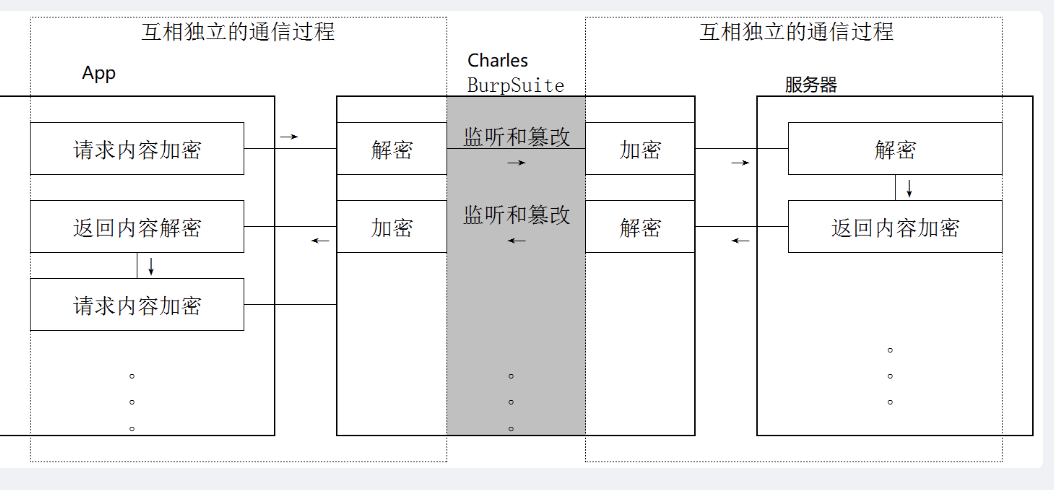 互相独立的通信过程
互相独立的通信过程
App
Charles
BurpSuite
服务器
请求内容加密
解密
监听和篡改
加密
解密
返回内容解密
加密
监听和篡改
解密
返回内容加密
请求内容加密